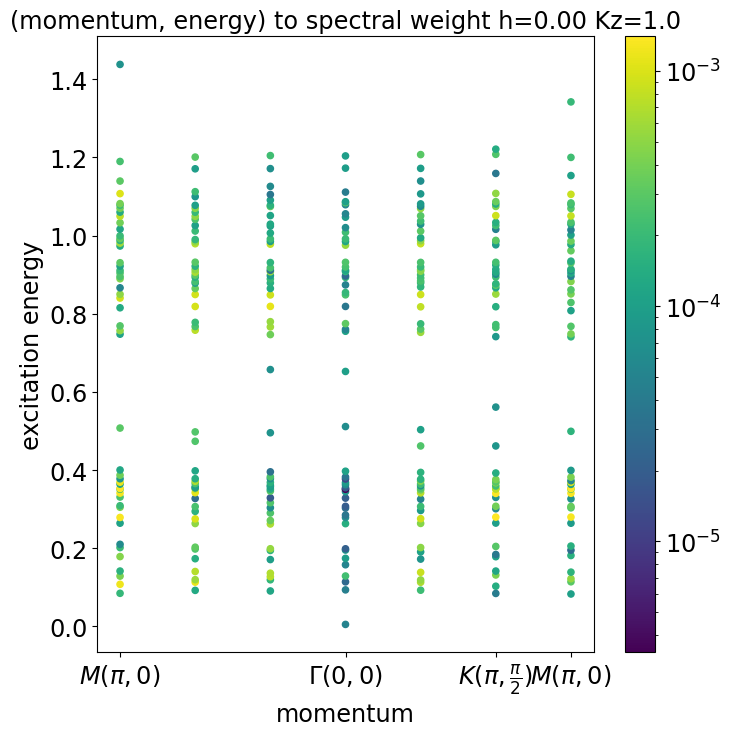 (momentum, energy) to spectral weight h=0.00 Kz=1.0
excitation energy
1.4
1.2
1.0
0.8
0.6
0.4
0.2
0.0
M(π, 0)
Γ(0, 0)
K(π, π/2)
M(π, 0)
momentum
10⁻³
10⁻⁴
10⁻⁵